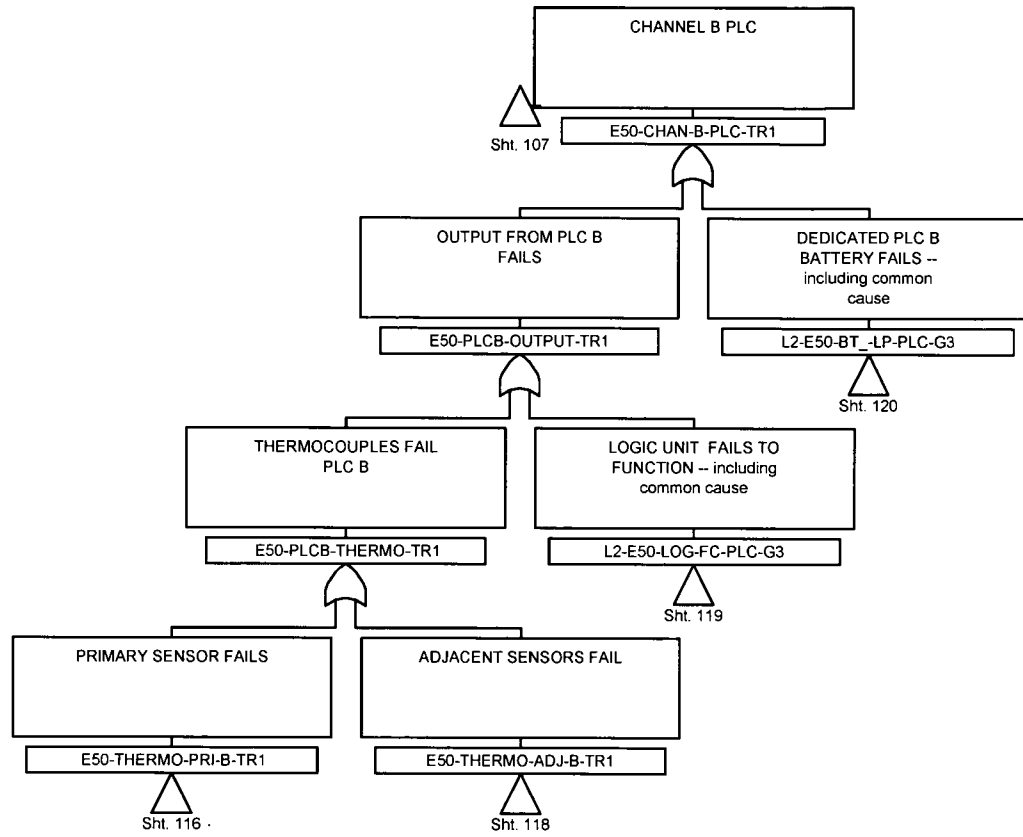 CHANNEL B PLC
Sht. 107
E50-CHAN-B-PLC-TR1
OUTPUT FROM PLC B
FAILS
E50-PLCB-OUTPUT-TR1
DEDICATED PLC B
BATTERY FAILS --
including common
cause
L2-E50-BT_-LP-PLC-G3
Sht. 120
THERMOCOUPLES FAIL
PLC B
E50-PLCB-THERMO-TR1
LOGIC UNIT FAILS TO
FUNCTION -- including
common cause
L2-E50-LOG-FC-PLC-G3
Sht. 119
PRIMARY SENSOR FAILS
E50-THERMO-PRI-B-TR1
Sht. 116
ADJACENT SENSORS FAIL
E50-THERMO-ADJ-B-TR1
Sht. 118